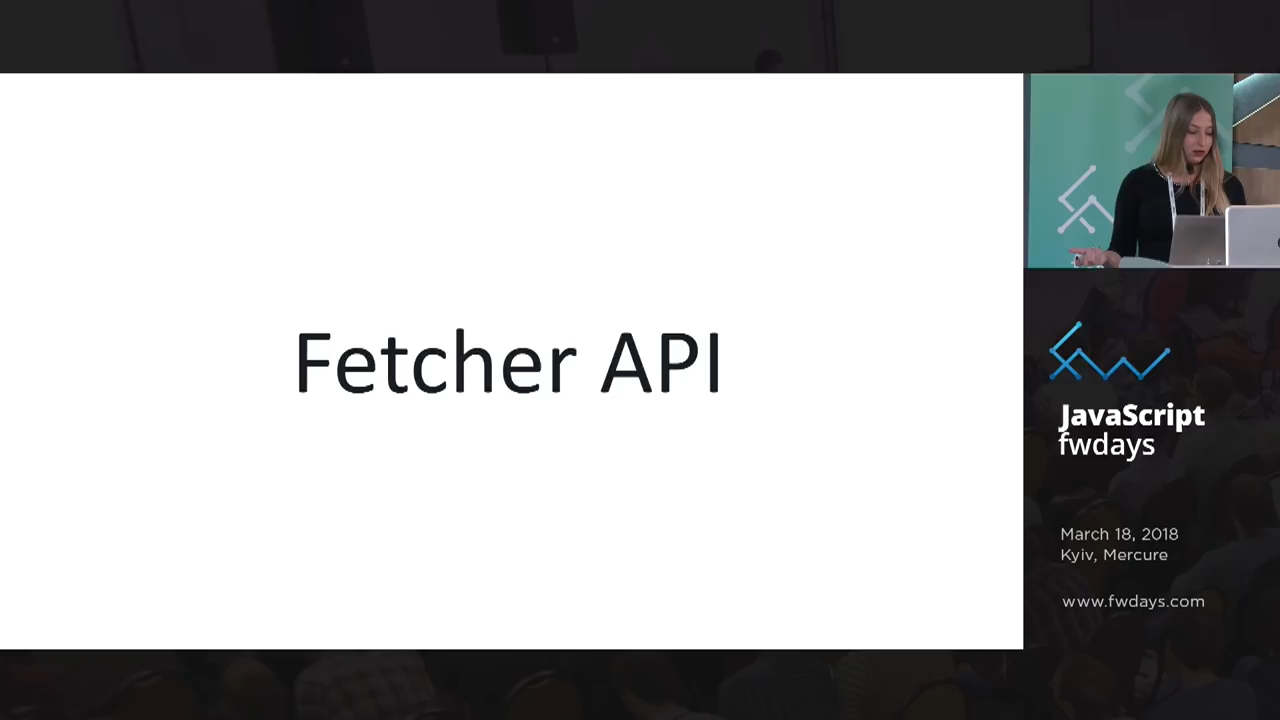 Fetcher API
JavaScript
fwdays
March 18, 2018
Kyiv, Mercure
www.fwdays.com